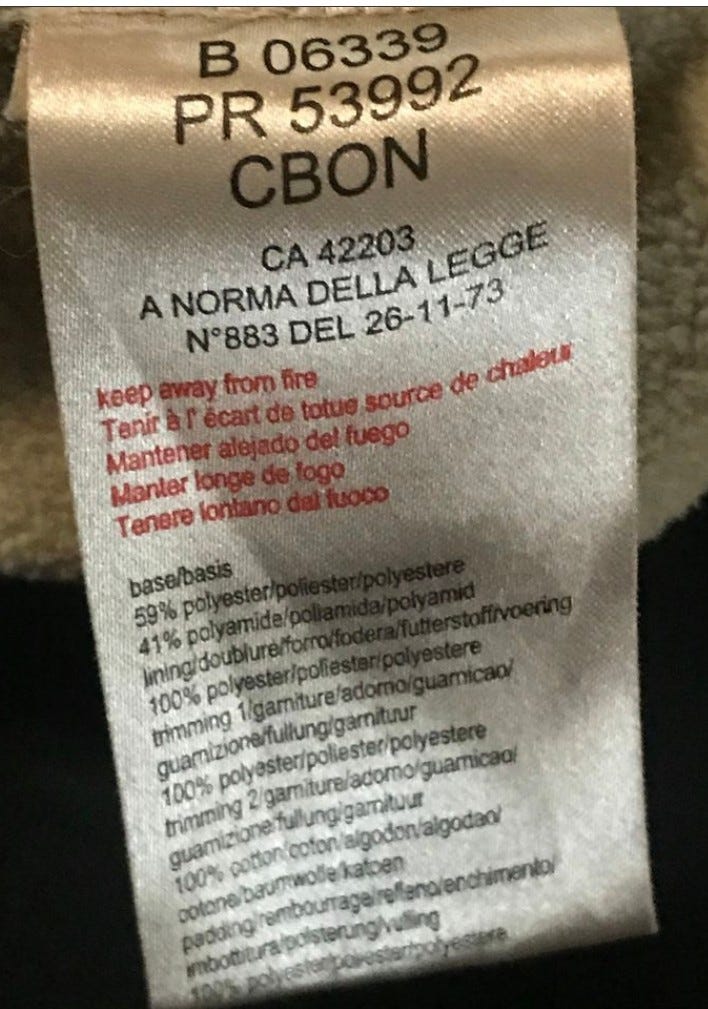 B 06339
PR 53992
CBON
CA 42203
A NORMA DELLA LEGGE
N°883 DEL 26-11-73
keep away from fire
Tenir à l' écart de totue source de chaleur
Mantener alejado del fuego
Manter longe de fogo
Tenere lontano dal fuoco
base/basis
59% polyester/poliester/polyestere
41% polyamide/poliamida/polyamid
lining/doublure/forro/fodera/futterstoff/voering
100% polyester/poliester/polyestere
trimming 1/garniture/adorno/guarnicao/
guarnizione/fullung/garnituur
100% polyester/poliester/polyestere
trimming 2/garniture/adorno/guarnicao/
guarnizione/fullung/garnituur
100% cotton/coton/algodon/algodao/
cotone/baumwolle/katoen
padding/rembourrage/relleno/enchimento/
imbottitura/polsterung/vulling
100% polyester/poliester/polyestere